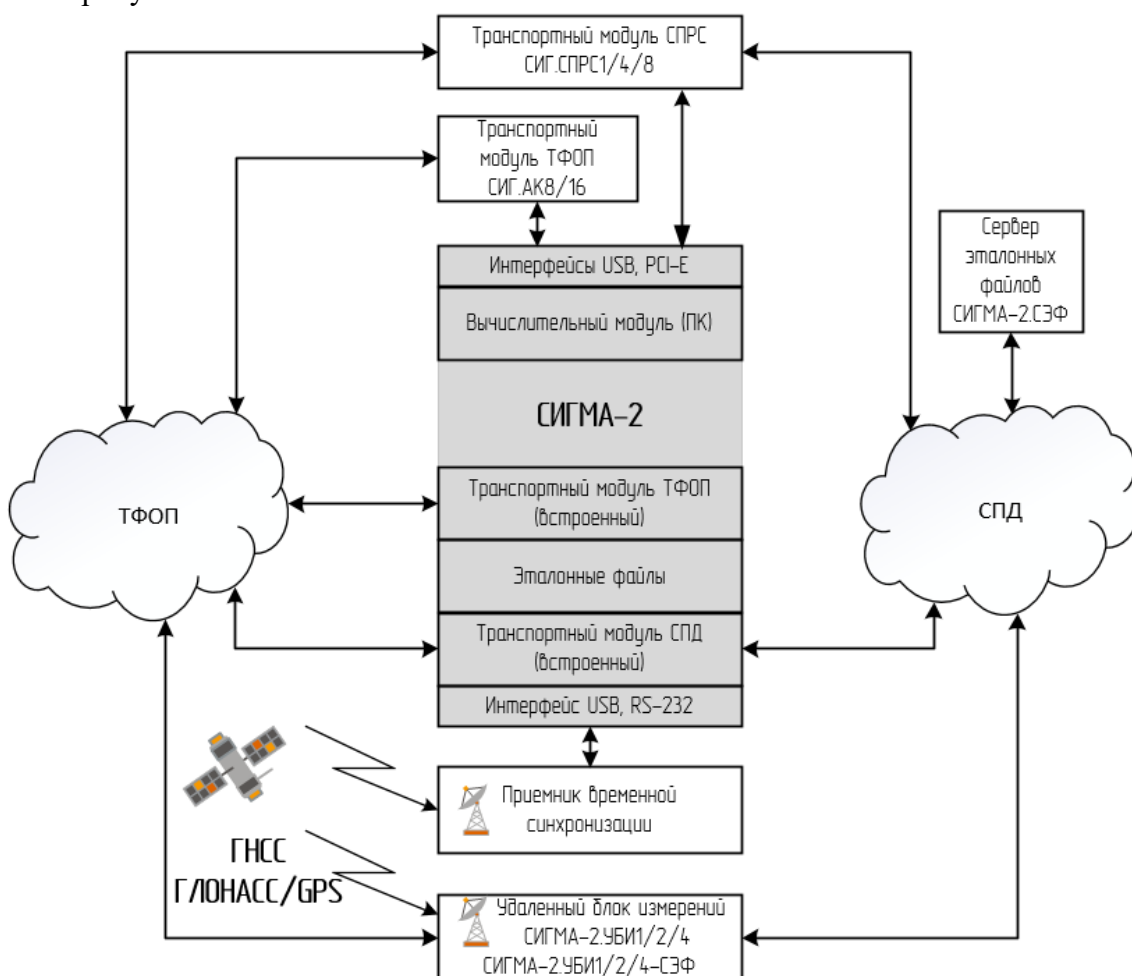 Транспортный модуль СПРС
СИГ.СПРС1/4/8
Транспортный
модуль ТФОП
СИГ.АК8/16
Интерфейсы USB, PCI-E
Вычислительный модуль (ПК)
СИГМА-2
Транспортный модуль ТФОП
(встроенный)
Эталонные файлы
Транспортный модуль СПД
(встроенный)
Интерфейс USB, RS-232
Сервер
эталонных
файлов
СИГМА-2.СЭФ
ТФОП
СПД
Приемник временной
синхронизации
ГНСС
ГЛОНАСС/GPS
Удаленный блок измерений
СИГМА-2.УБИ1/2/4
СИГМА-2.УБИ1/2/4-СЭФ